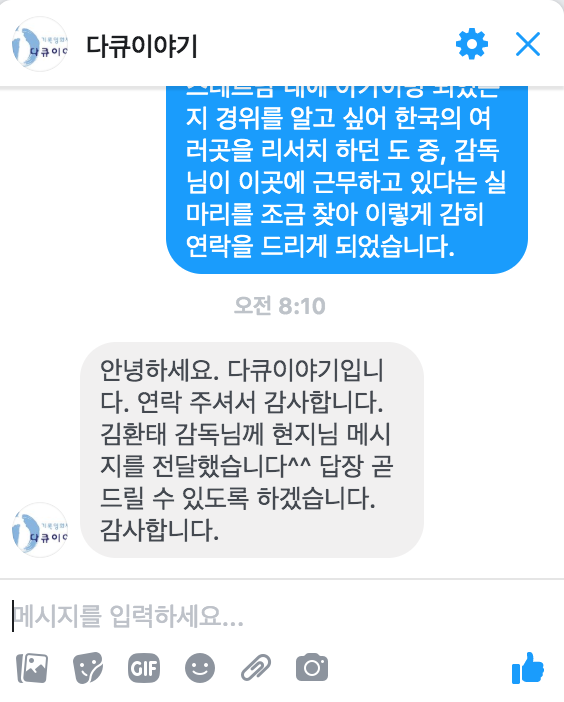 다큐이야기
지 경위를 알고 싶어 한국의 여
러곳을 리서치 하던 도 중, 감독
님이 이곳에 근무하고 있다는 실
마리를 조금 찾아 이렇게 감히
연락을 드리게 되었습니다.
오전 8:10
안녕하세요. 다큐이야기입니
다. 연락 주셔서 감사합니다.
김환태 감독님께 현지님 메시
지를 전달했습니다^^ 답장 곧
드릴 수 있도록 하겠습니다.
감사합니다.
메시지를 입력하세요...
GIF